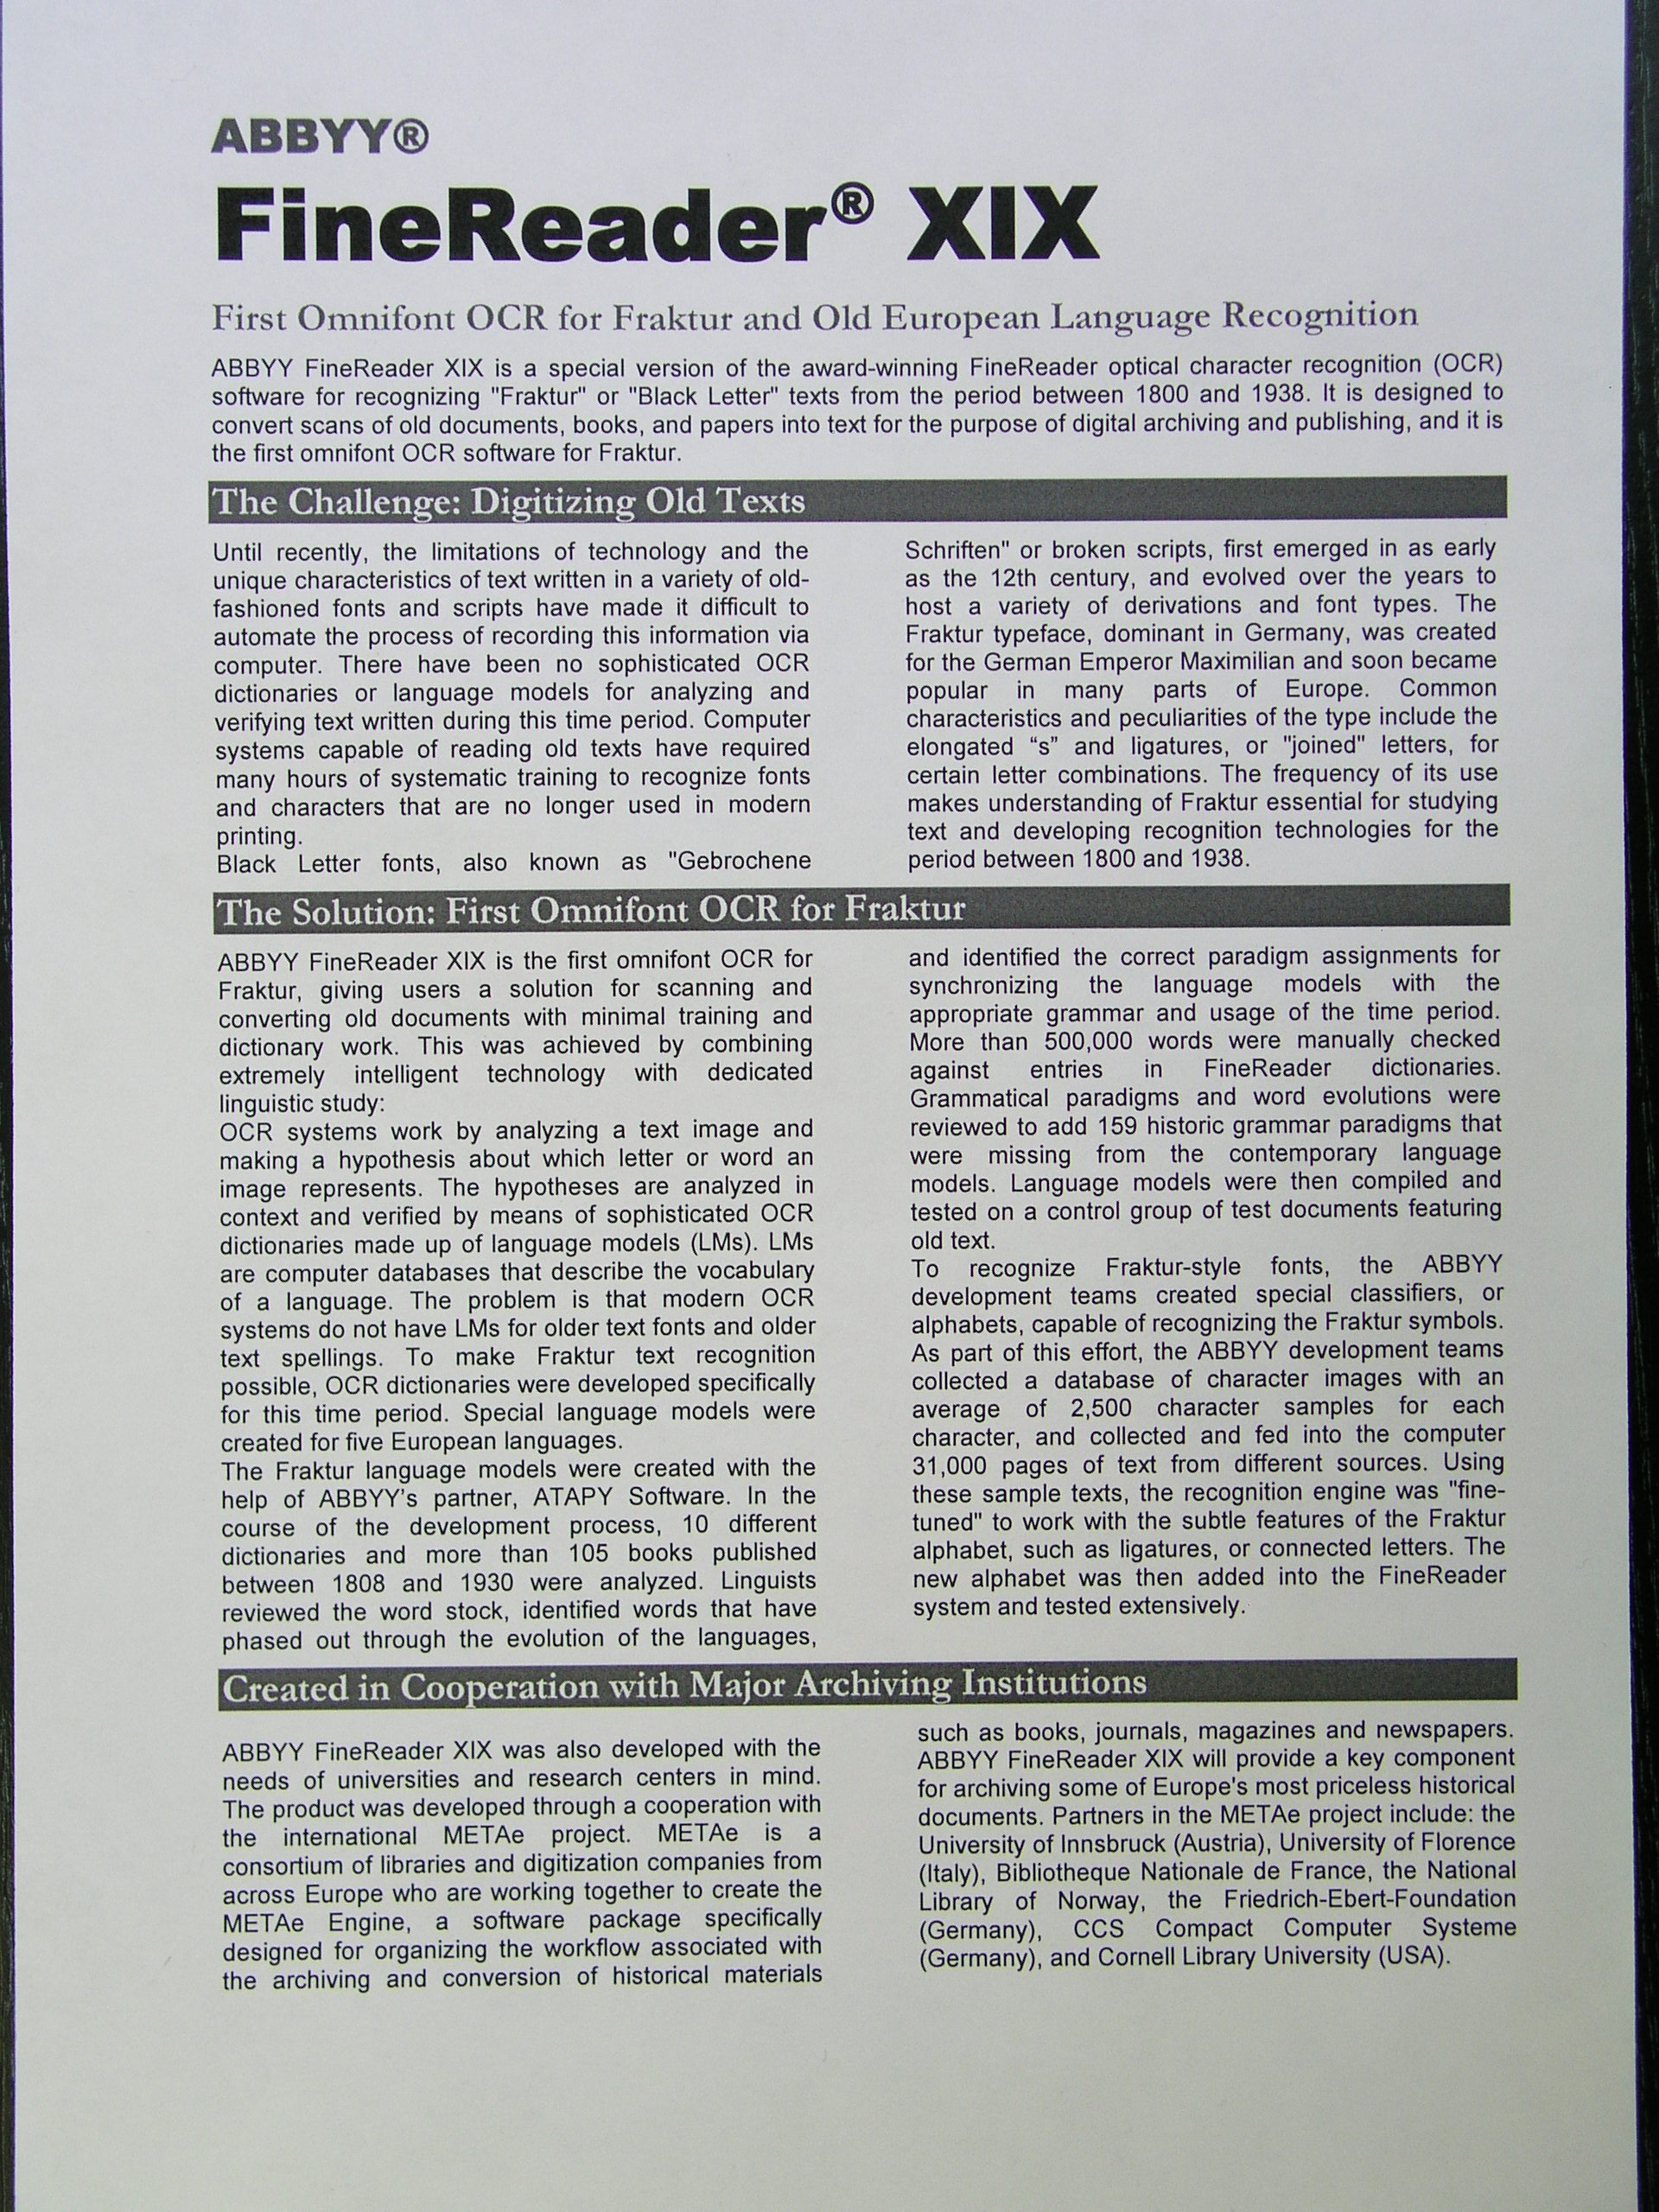 ABBYY®
FineReader® XIX
First Omnifont OCR for Fraktur and Old European Language Recognition
ABBYY FineReader XIX is a special version of the award-winning FineReader optical character recognition (OCR)
software for recognizing "Fraktur" or "Black Letter" texts from the period between 1800 and 1938. It is designed to
convert scans of old documents, books, and papers into text for the purpose of digital archiving and publishing, and it is
the first omnifont OCR software for Fraktur.
The Challenge: Digitizing Old Texts
Until recently, the limitations of technology and the
unique characteristics of text written in a variety of old-
fashioned fonts and scripts have made it difficult to
automate the process of recording this information via
computer. There have been no sophisticated OCR
dictionaries or language models for analyzing and
verifying text written during this time period. Computer
systems capable of reading old texts have required
many hours of systematic training to recognize fonts
and characters that are no longer used in modern
printing.
Black Letter fonts, also known as "Gebrochene
Schriften" or broken scripts, first emerged in as early
as the 12th century, and evolved over the years to
host a variety of derivations and font types. The
Fraktur typeface, dominant in Germany, was created
for the German Emperor Maximilian and soon became
popular in many parts of Europe. Common
characteristics and peculiarities of the type include the
elongated “s” and ligatures, or "joined" letters, for
certain letter combinations. The frequency of its use
makes understanding of Fraktur essential for studying
text and developing recognition technologies for the
period between 1800 and 1938.
The Solution: First Omnifont OCR for Fraktur
ABBYY FineReader XIX is the first omnifont OCR for
Fraktur, giving users a solution for scanning and
converting old documents with minimal training and
dictionary work. This was achieved by combining
extremely intelligent technology with dedicated
linguistic study:
OCR systems work by analyzing a text image and
making a hypothesis about which letter or word an
image represents. The hypotheses are analyzed in
context and verified by means of sophisticated OCR
dictionaries made up of language models (LMs). LMs
are computer databases that describe the vocabulary
of a language. The problem is that modern OCR
systems do not have LMs for older text fonts and older
text spellings. To make Fraktur text recognition
possible, OCR dictionaries were developed specifically
for this time period. Special language models were
created for five European languages.
The Fraktur language models were created with the
help of ABBYY's partner, ATAPY Software. In the
course of the development process, 10 different
dictionaries and more than 105 books published
between 1808 and 1930 were analyzed. Linguists
reviewed the word stock, identified words that have
phased out through the evolution of the languages,
and identified the correct paradigm assignments for
synchronizing the language models with the
appropriate grammar and usage of the time period.
More than 500,000 words were manually checked
against entries in FineReader dictionaries.
Grammatical paradigms and word evolutions were
reviewed to add 159 historic grammar paradigms that
were missing from the contemporary language
models. Language models were then compiled and
tested on a control group of test documents featuring
old text.
To recognize Fraktur-style fonts, the ABBYY
development teams created special classifiers, or
alphabets, capable of recognizing the Fraktur symbols.
As part of this effort, the ABBYY development teams
collected a database of character images with an
average of 2,500 character samples for each
character, and collected and fed into the computer
31,000 pages of text from different sources. Using
these sample texts, the recognition engine was "fine-
tuned" to work with the subtle features of the Fraktur
alphabet, such as ligatures, or connected letters. The
new alphabet was then added into the FineReader
system and tested extensively.
Created in Cooperation with Major Archiving Institutions
ABBYY FineReader XIX was also developed with the
needs of universities and research centers in mind.
The product was developed through a cooperation with
the international METAe project. METAe is a
consortium of libraries and digitization companies from
across Europe who are working together to create the
METAe Engine, a software package specifically
designed for organizing the workflow associated with
the archiving and conversion of historical materials
such as books, journals, magazines and newspapers.
ABBYY FineReader XIX will provide a key component
for archiving some of Europe's most priceless historical
documents. Partners in the METAe project include: the
University of Innsbruck (Austria), University of Florence
(Italy), Bibliotheque Nationale de France, the National
Library of Norway, the Friedrich-Ebert-Foundation
(Germany), CCS Compact Computer Systeme
(Germany), and Cornell Library University (USA).